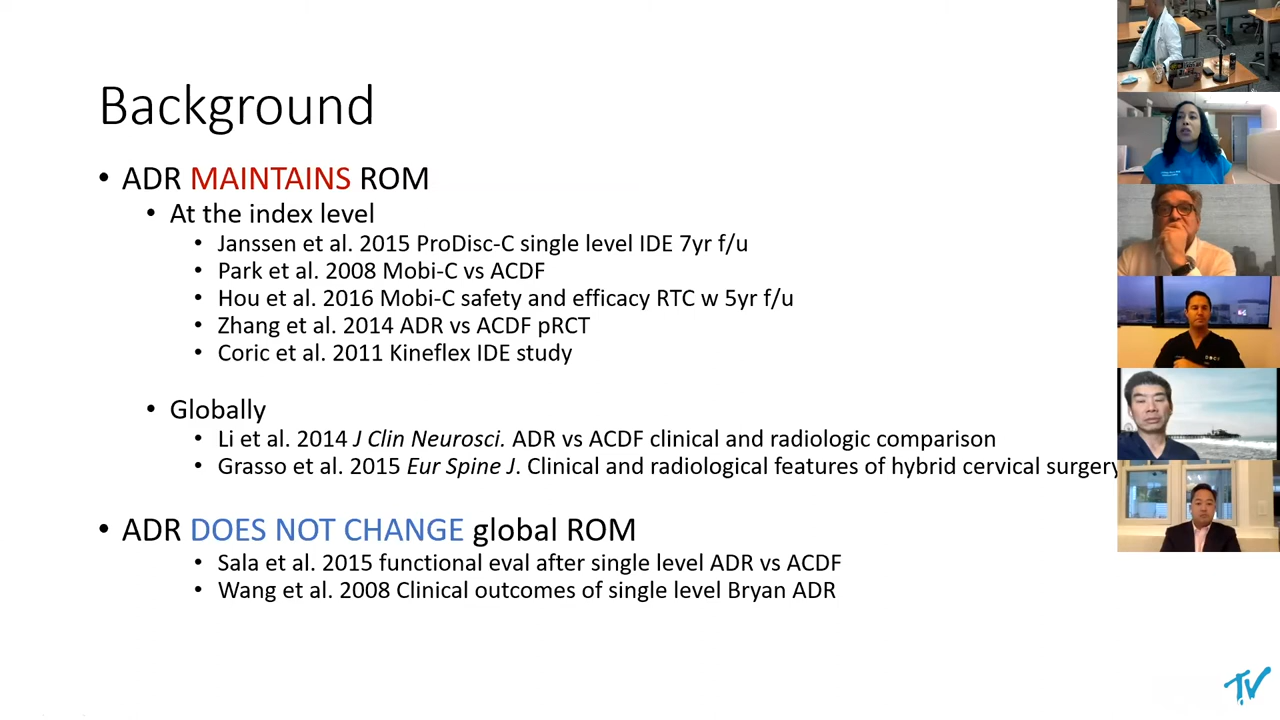 Background
• ADR MAINTAINS ROM
• At the index level
• Janssen et al. 2015 ProDisc-C single level IDE 7yr f/u
• Park et al. 2008 Mobi-C vs ACDF
• Hou et al. 2016 Mobi-C safety and efficacy RTC w 5yr f/u
• Zhang et al. 2014 ADR vs ACDF pRCT
• Coric et al. 2011 Kineflex IDE study
• Globally
• Li et al. 2014 J Clin Neurosci. ADR vs ACDF clinical and radiologic comparison
• Grasso et al. 2015 Eur Spine J. Clinical and radiological features of hybrid cervical surgery
• ADR DOES NOT CHANGE global ROM
• Sala et al. 2015 functional eval after single level ADR vs ACDF
• Wang et al. 2008 Clinical outcomes of single level Bryan ADR
TV